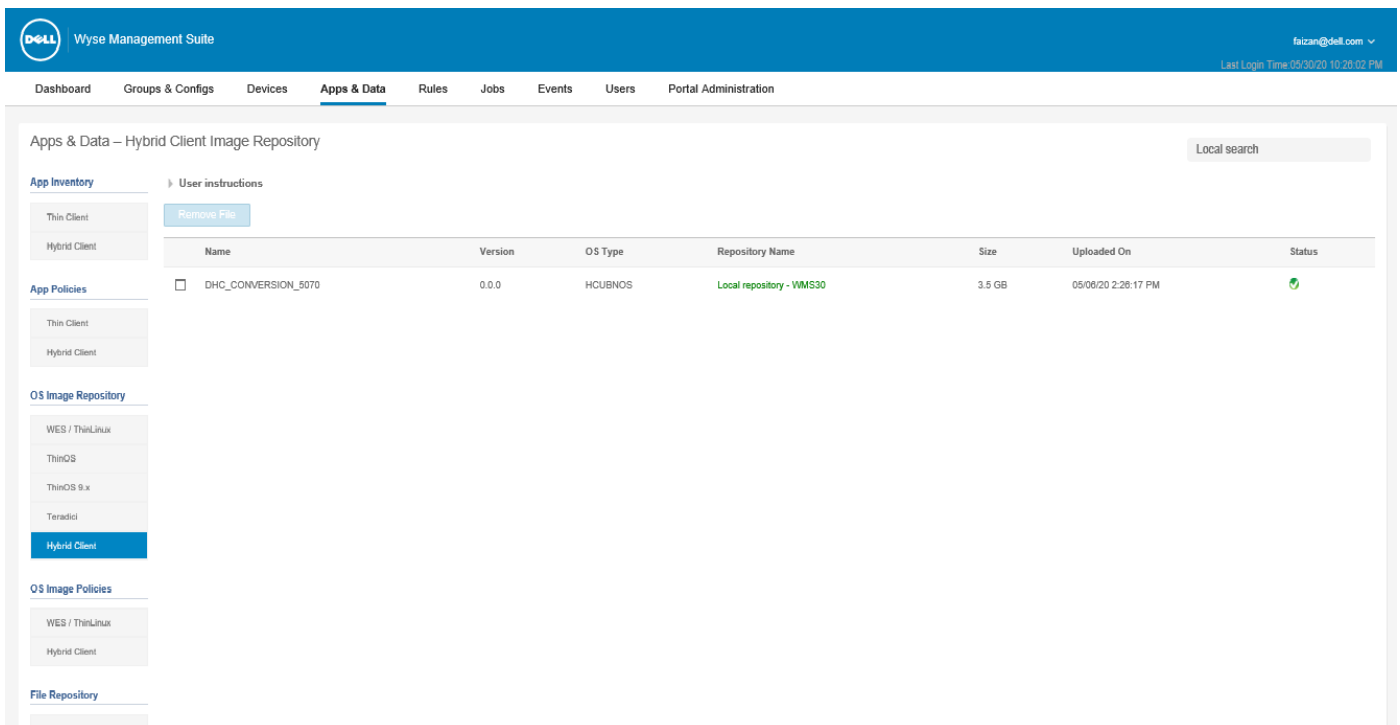 DELL
Wyse Management Suite
faizan@dell.com
Last Login Time:05/30/20 10:26:02 PM
Dashboard Groups & Configs Devices Apps & Data Rules Jobs Events Users Portal Administration
Apps & Data – Hybrid Client Image Repository
Local search
App Inventory
Thin Client
Hybrid Client
App Policies
Thin Client
Hybrid Client
OS Image Repository
WES / ThinLinux
ThinOS
ThinOS 9.x
Teradici
Hybrid Client
OS Image Policies
WES / ThinLinux
Hybrid Client
File Repository
User instructions
Remove File
Name Version OS Type Repository Name Size Uploaded On Status
DHC_CONVERSION_5070 0.0.0 HCUBNOS Local repository - WMS30 3.5 GB 05/06/20 2:26:17 PM